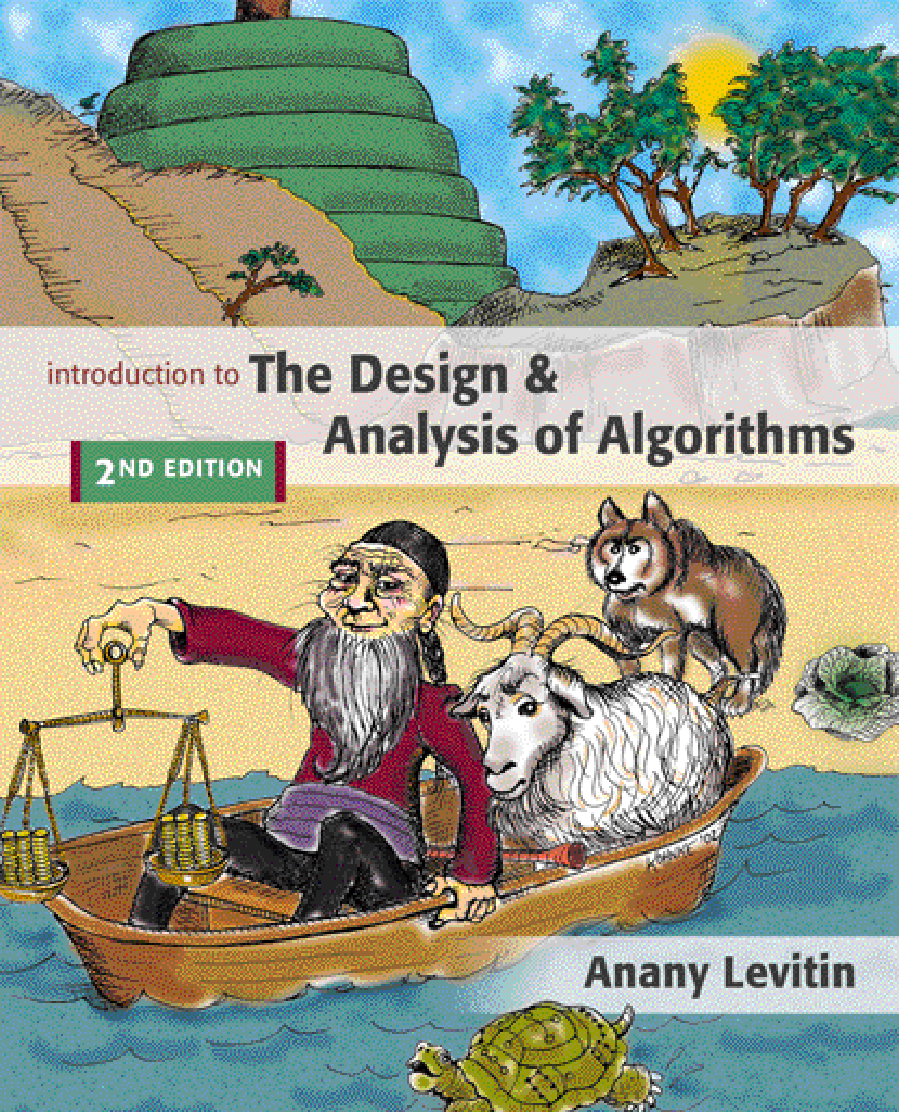 introduction to The Design &
Analysis of Algorithms
2ND EDITION
Anany Levitin